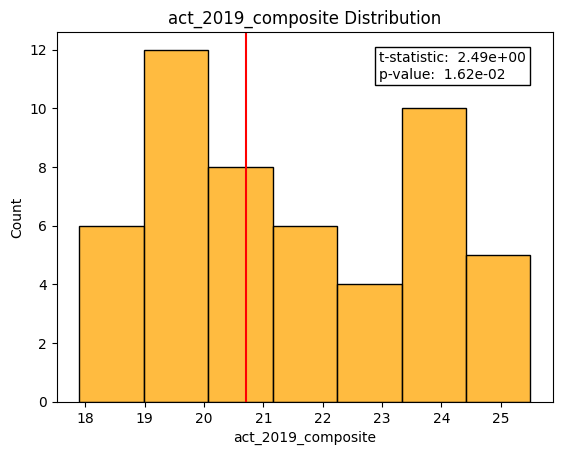 act_2019_composite Distribution
t-statistic:  2.49e+00
p-value:  1.62e-02
Count
12
10
8
6
4
2
0
18 19 20 21 22 23 24 25
act_2019_composite